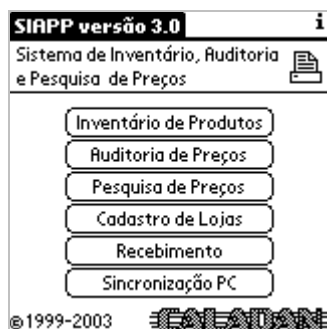 SIAPP versão 3.0 i
Sistema de Inventário, Auditoria
e Pesquisa de Preços
Inventário de Produtos
Auditoria de Preços
Pesquisa de Preços
Cadastro de Lojas
Recebimento
Sincronização PC
©1999-2003 CALADAN